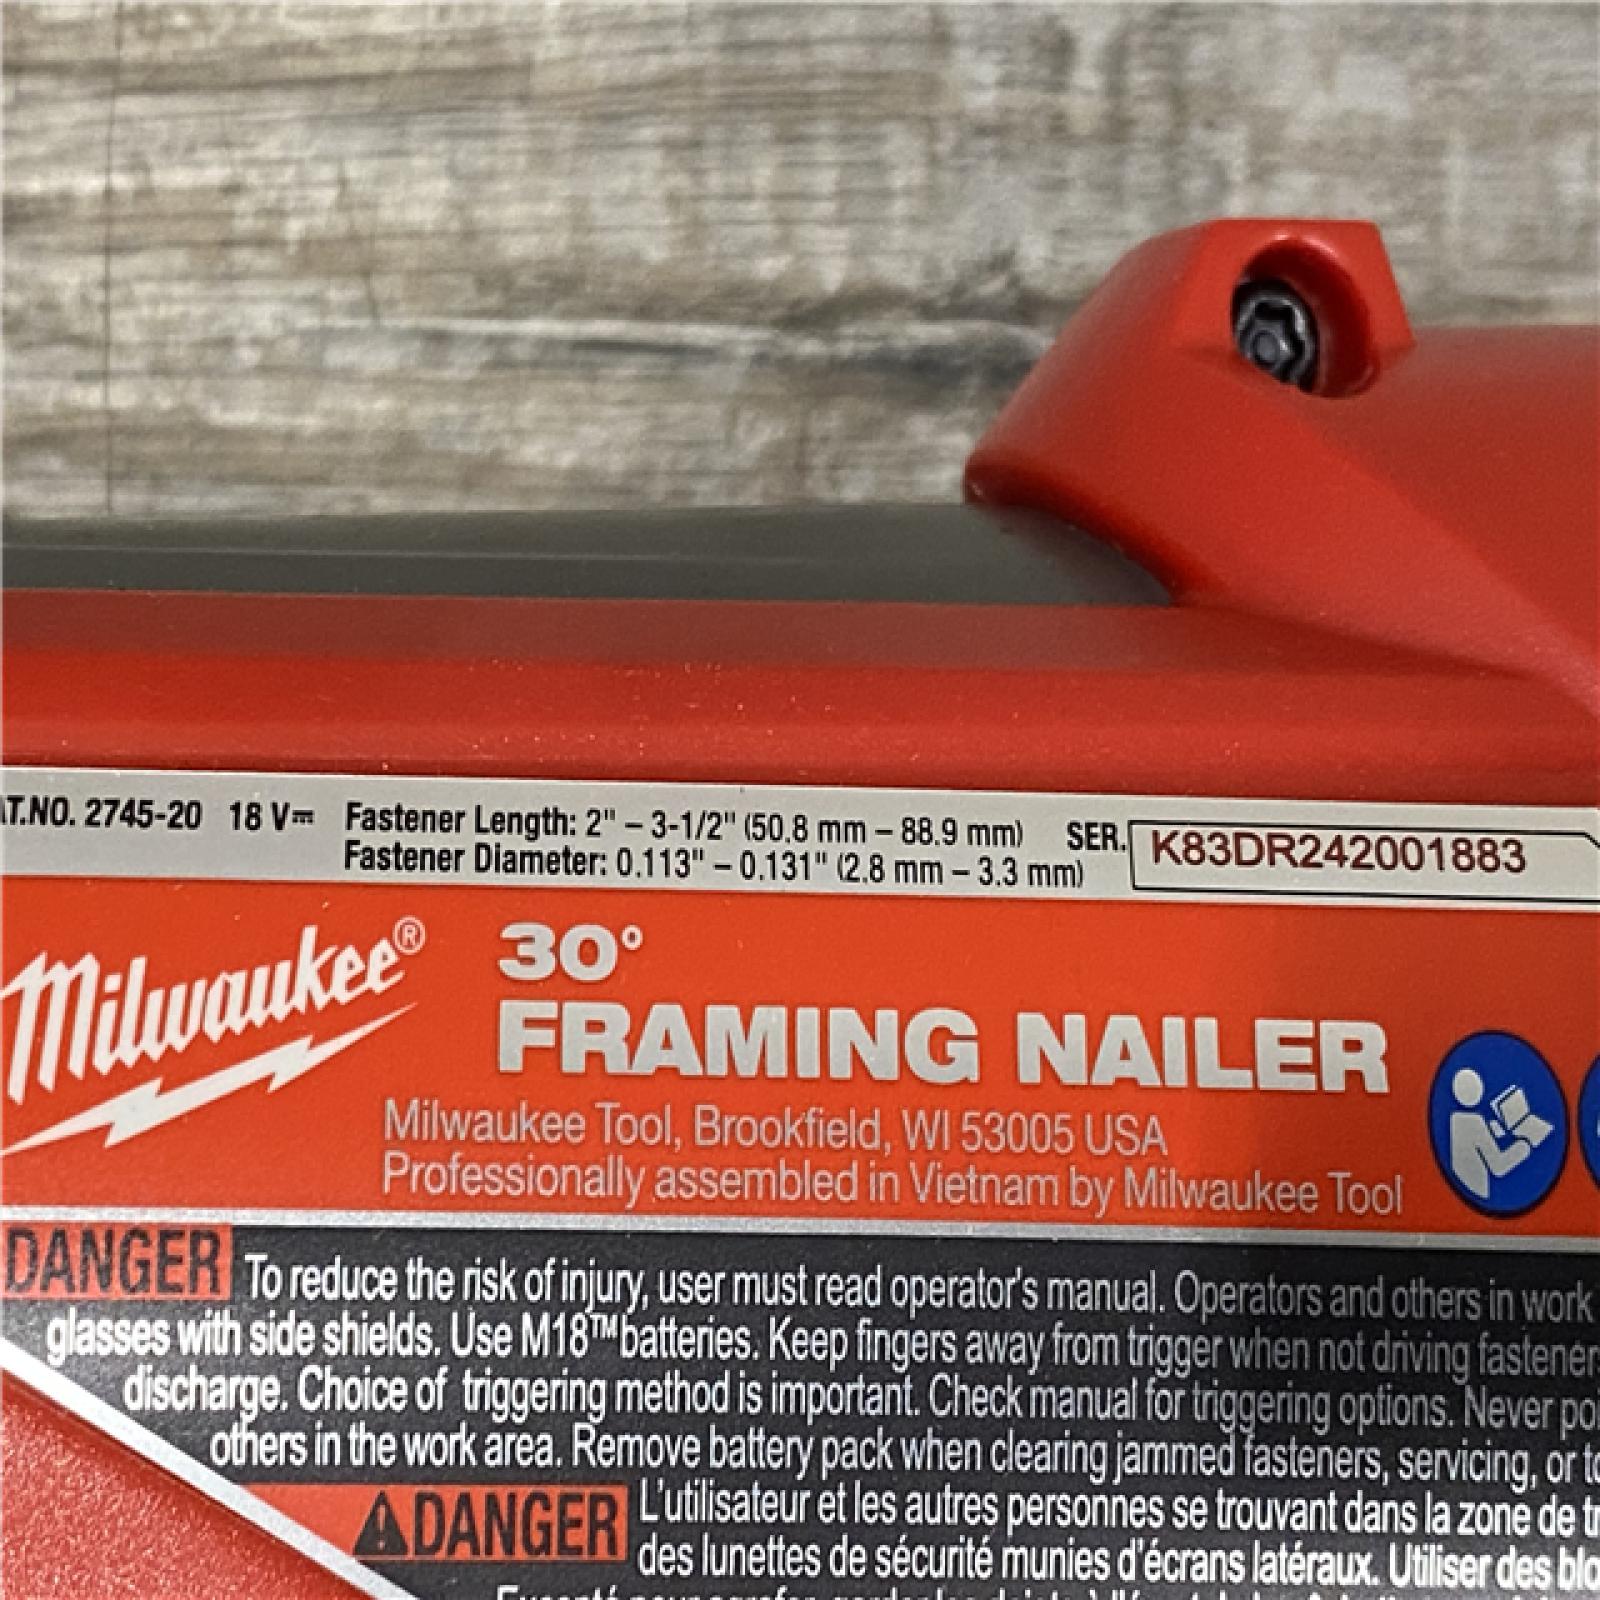 AT.NO. 2745-20 18 V⎓ Fastener Length: 2" – 3-1/2" (50.8 mm – 88.9 mm) SER. K83DR242001883
Fastener Diameter: 0.113" – 0.131" (2.8 mm – 3.3 mm)
Milwaukee®
30°
FRAMING NAILER
Milwaukee Tool, Brookfield, WI 53005 USA
Professionally assembled in Vietnam by Milwaukee Tool
DANGER To reduce the risk of injury, user must read operator's manual. Operators and others in work
glasses with side shields. Use M18™ batteries. Keep fingers away from trigger when not driving fasteners
discharge. Choice of triggering method is important. Check manual for triggering options. Never poi
others in the work area. Remove battery pack when clearing jammed fasteners, servicing, or to
DANGER L'utilisateur et les autres personnes se trouvant dans la zone de tr
des lunettes de sécurité munies d'écrans latéraux. Utiliser des blo